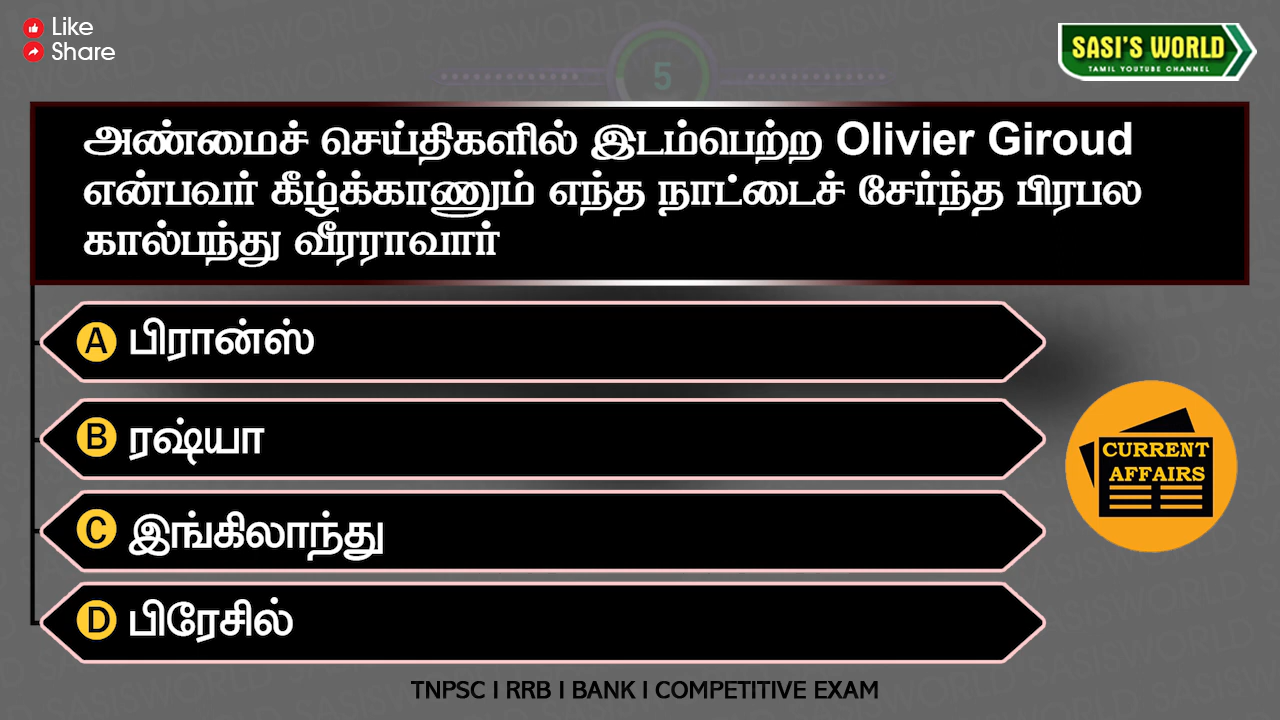 Like
Share
SASI'S WORLD
TAMIL YOUTUBE CHANNEL
5
அண்மைச் செய்திகளில் இடம்பெற்ற Olivier Giroud
என்பவர் கீழ்க்காணும் எந்த நாட்டைச் சேர்ந்த பிரபல
கால்பந்து வீரராவார்
A பிரான்ஸ்
B ரஷ்யா
C இங்கிலாந்து
D பிரேசில்
CURRENT
AFFAIRS
TNPSC I RRB I BANK I COMPETITIVE EXAM